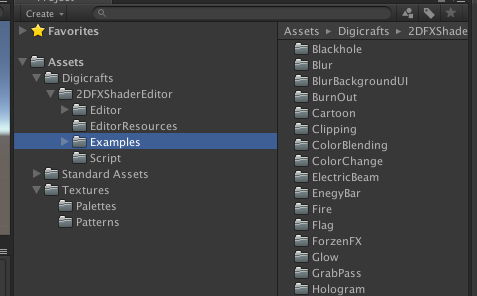 Project
Create
Favorites
Assets
Digicrafts
2DFXShaderEditor
Editor
EditorResources
Examples
Script
Standard Assets
Textures
Palettes
Patterns
Assets Digicrafts 2DFXShade
Blackhole
Blur
BlurBackgroundUI
BurnOut
Cartoon
Clipping
ColorBlending
ColorChange
ElectricBeam
EnegyBar
Fire
Flag
ForzenFX
Glow
GrabPass
Hologram